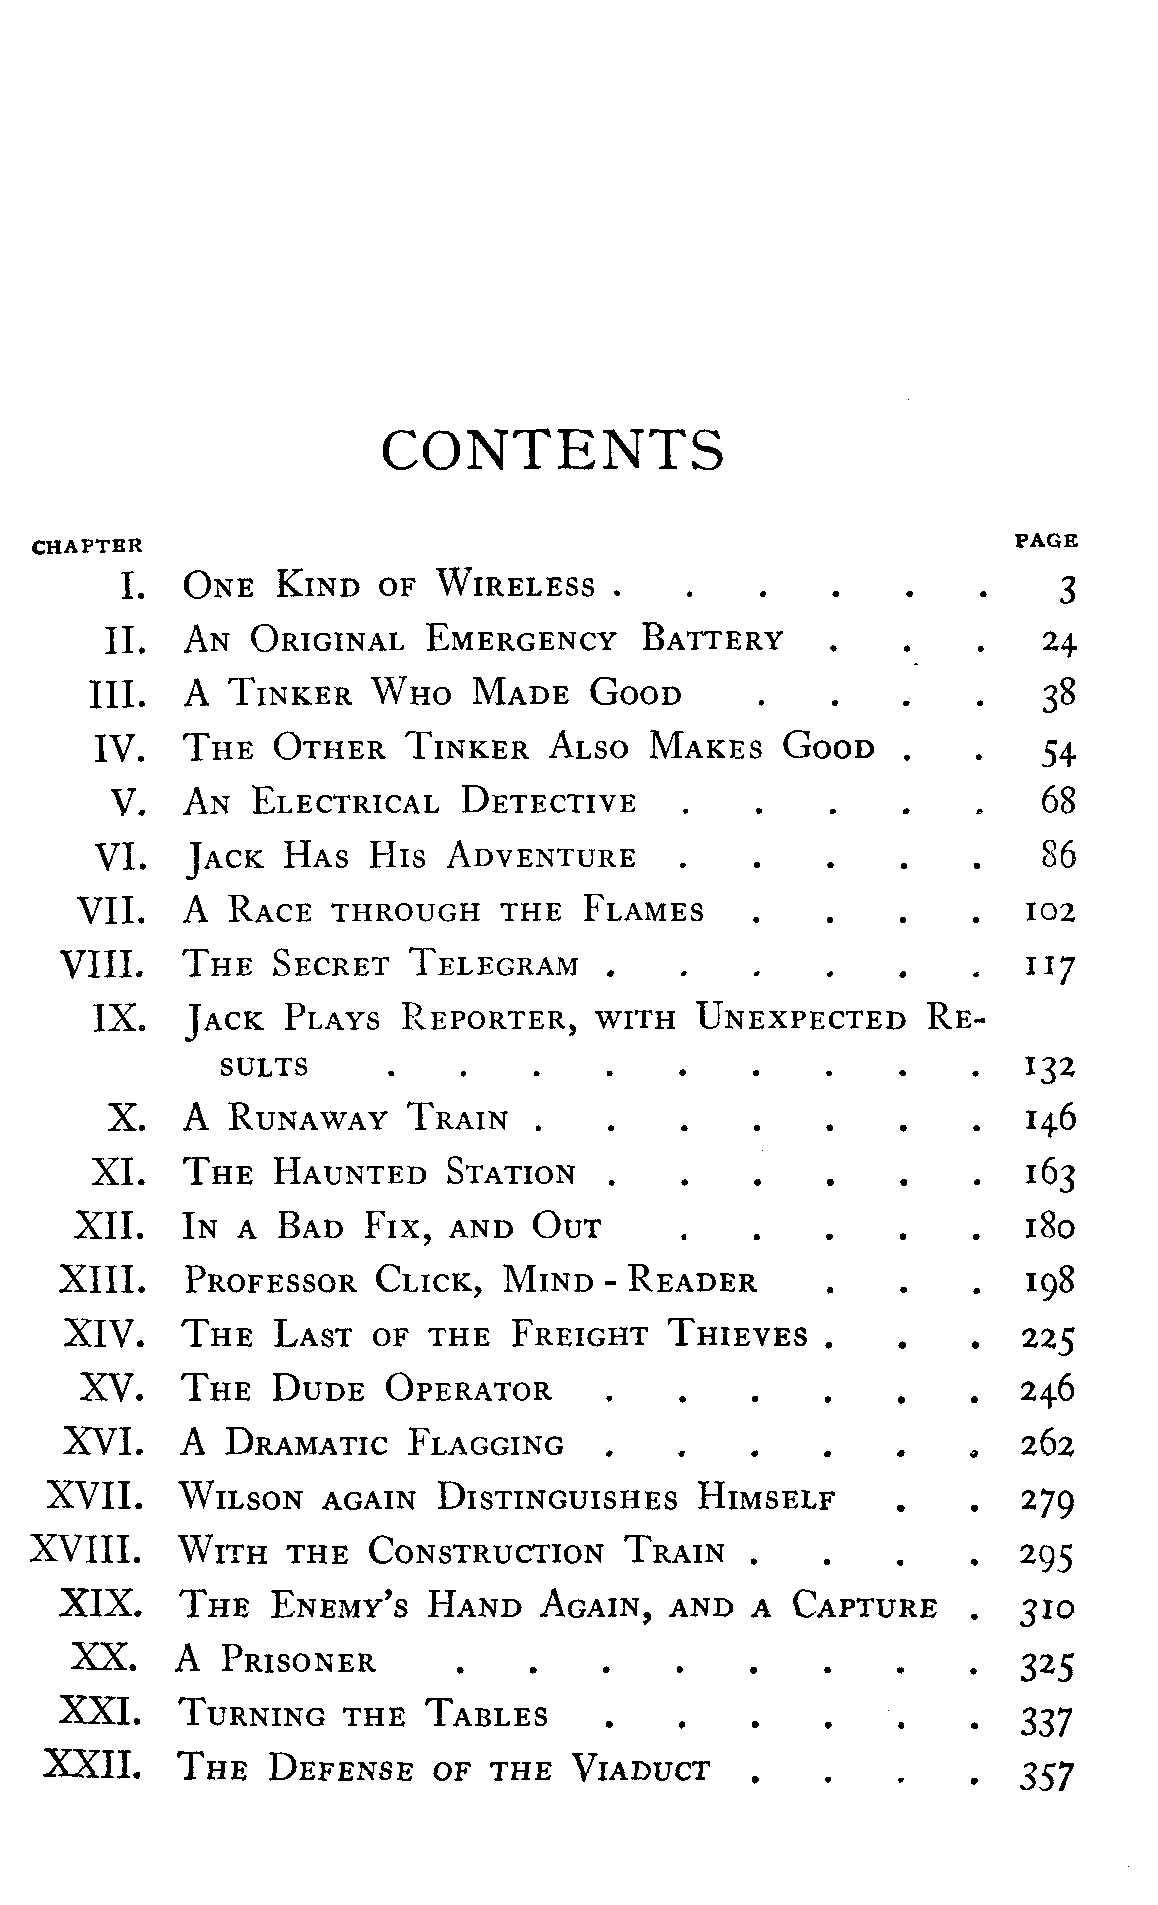 CONTENTS
CHAPTER PAGE
I. One Kind of Wireless . . . . . . 3
II. An Original Emergency Battery . . . 24
III. A Tinker Who Made Good . . . . 38
IV. The Other Tinker Also Makes Good . . 54
V. An Electrical Detective . . . . . 68
VI. Jack Has His Adventure . . . . . 86
VII. A Race through the Flames . . . . 102
VIII. The Secret Telegram . . . . . . 117
IX. Jack Plays Reporter, with Unexpected Re-
sults . . . . . . . . . 132
X. A Runaway Train . . . . . . . 146
XI. The Haunted Station . . . . . . 163
XII. In a Bad Fix, and Out . . . . . 180
XIII. Professor Click, Mind-Reader . . . 198
XIV. The Last of the Freight Thieves . . . 225
XV. The Dude Operator . . . . . . 246
XVI. A Dramatic Flagging . . . . . . 262
XVII. Wilson again Distinguishes Himself . . 279
XVIII. With the Construction Train . . . . 295
XIX. The Enemy's Hand Again, and a Capture . 310
XX. A Prisoner . . . . . . . . 325
XXI. Turning the Tables . . . . . . 337
XXII. The Defense of the Viaduct . . . . 357